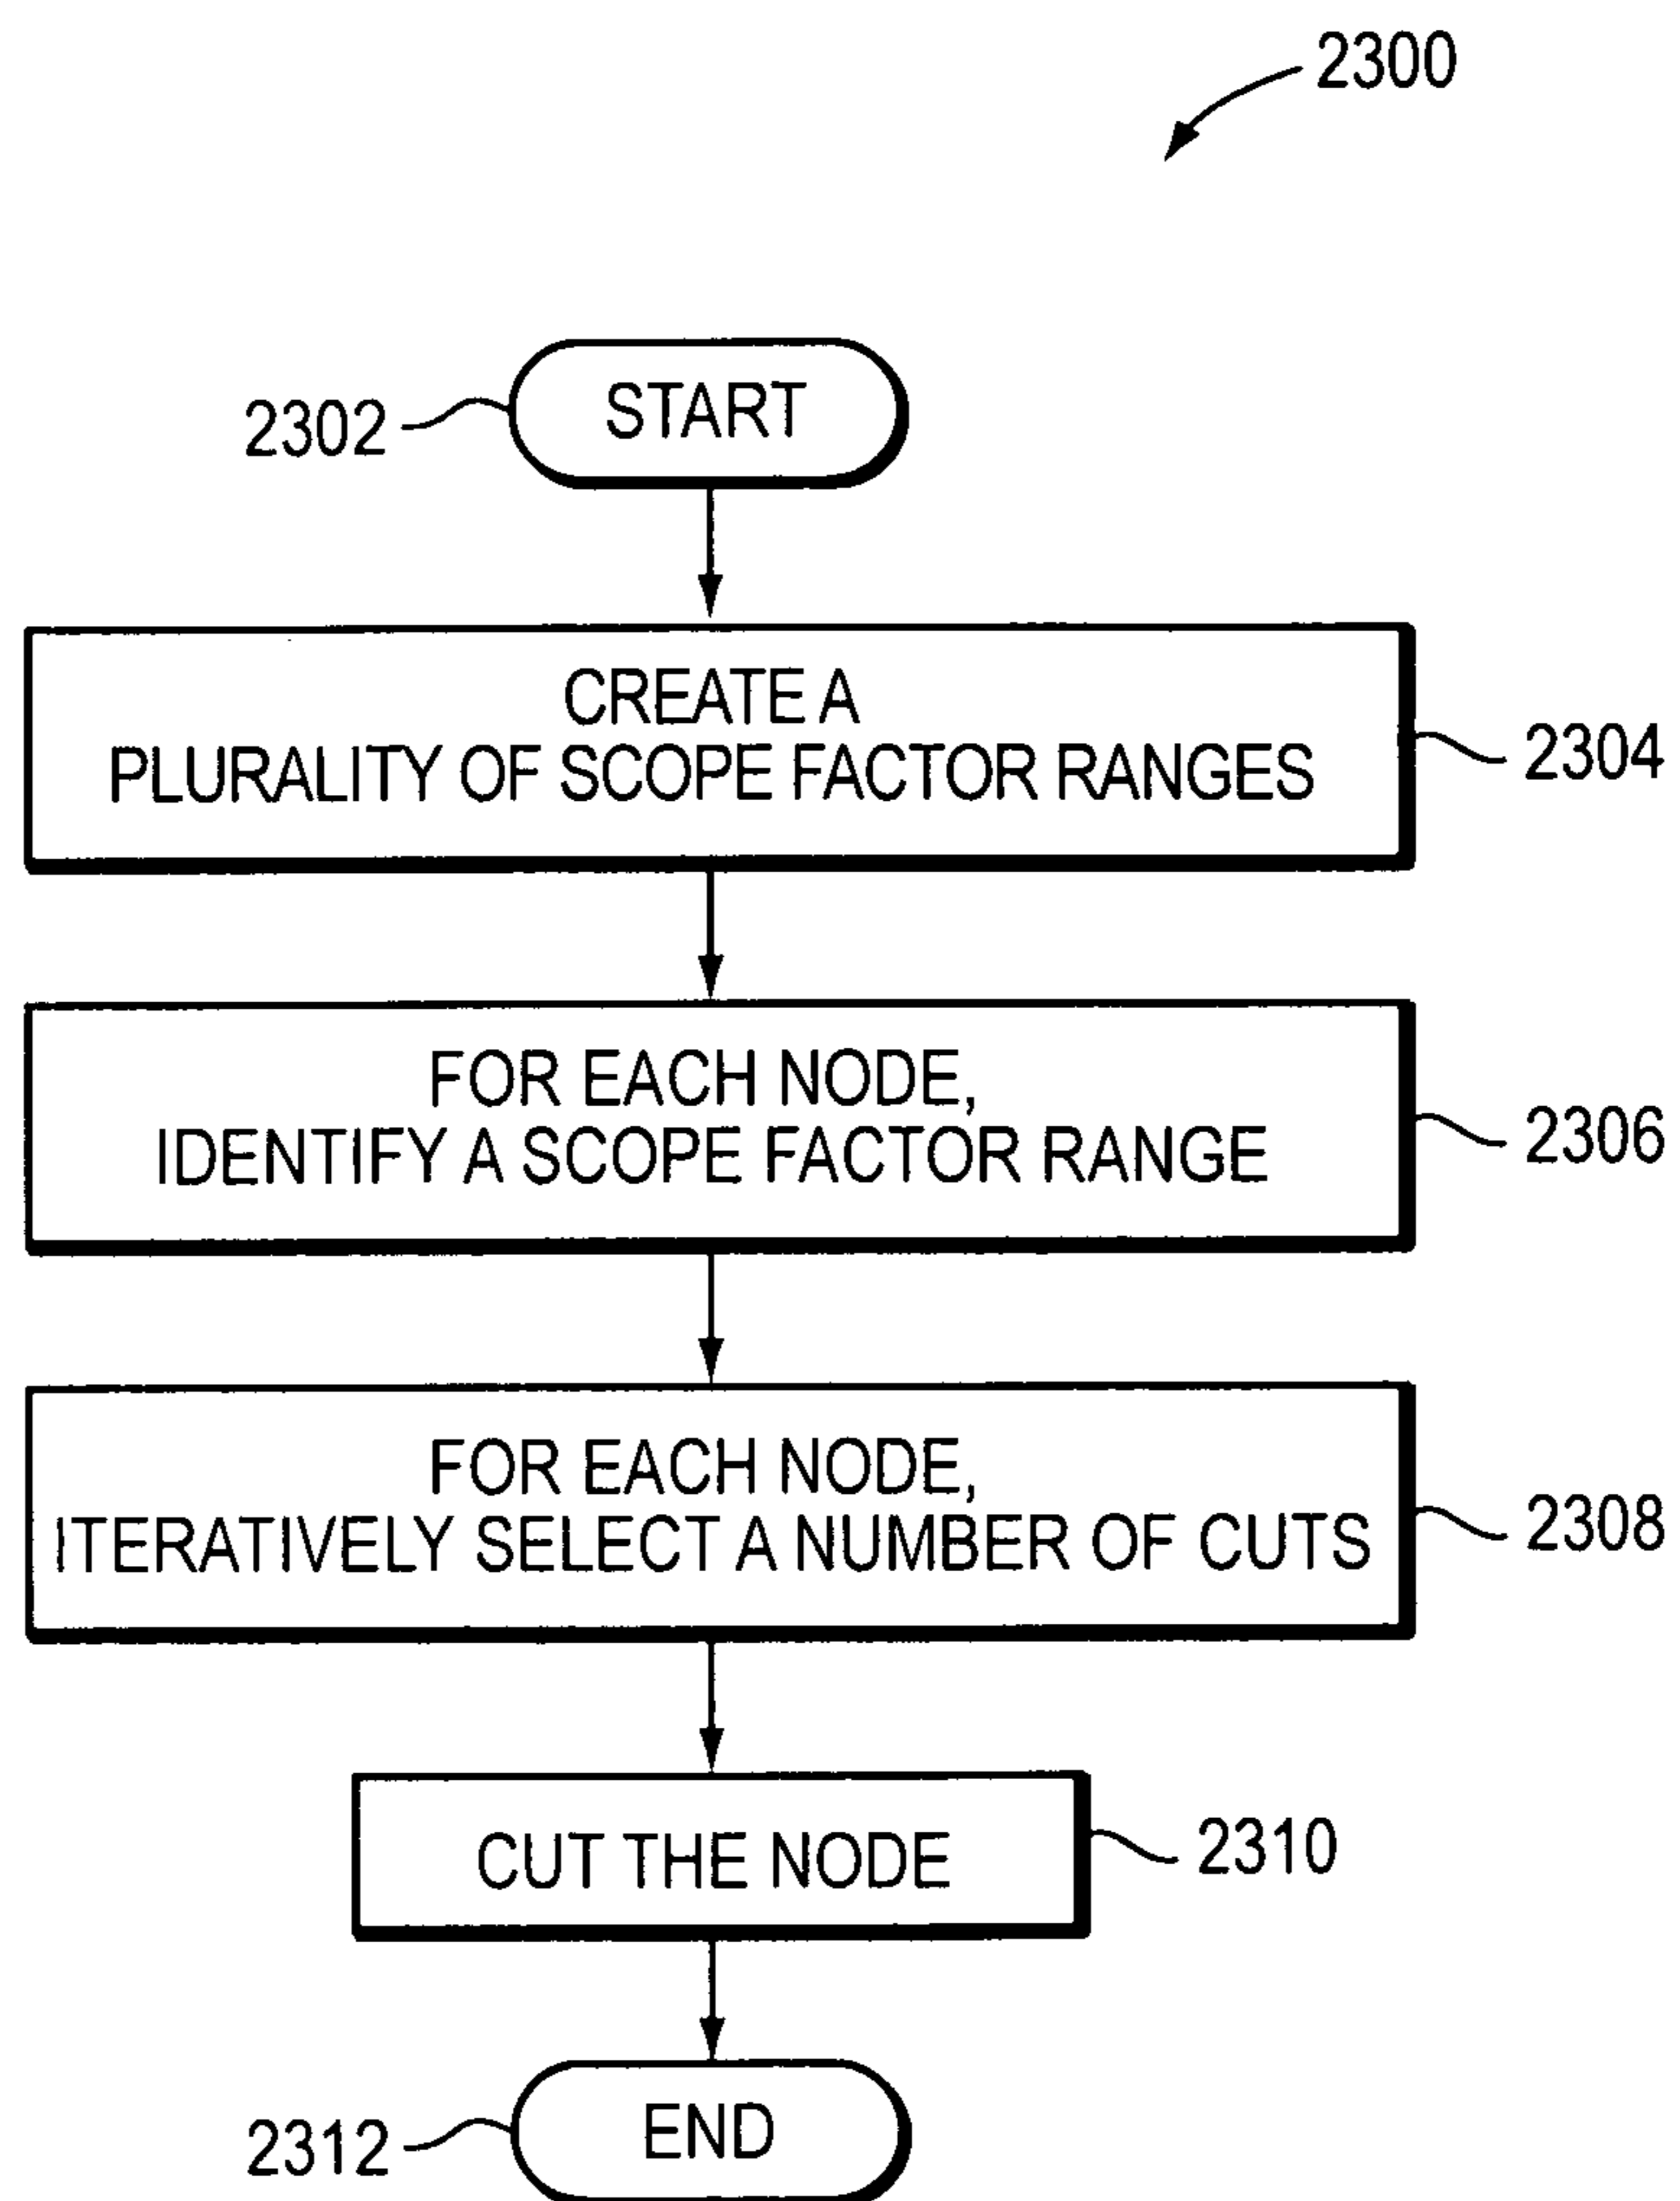 2300
2302
START
CREATE A
PLURALITY OF SCOPE FACTOR RANGES
2304
FOR EACH NODE,
IDENTIFY A SCOPE FACTOR RANGE
2306
FOR EACH NODE,
ITERATIVELY SELECT A NUMBER OF CUTS
2308
CUT THE NODE
2310
2312
END